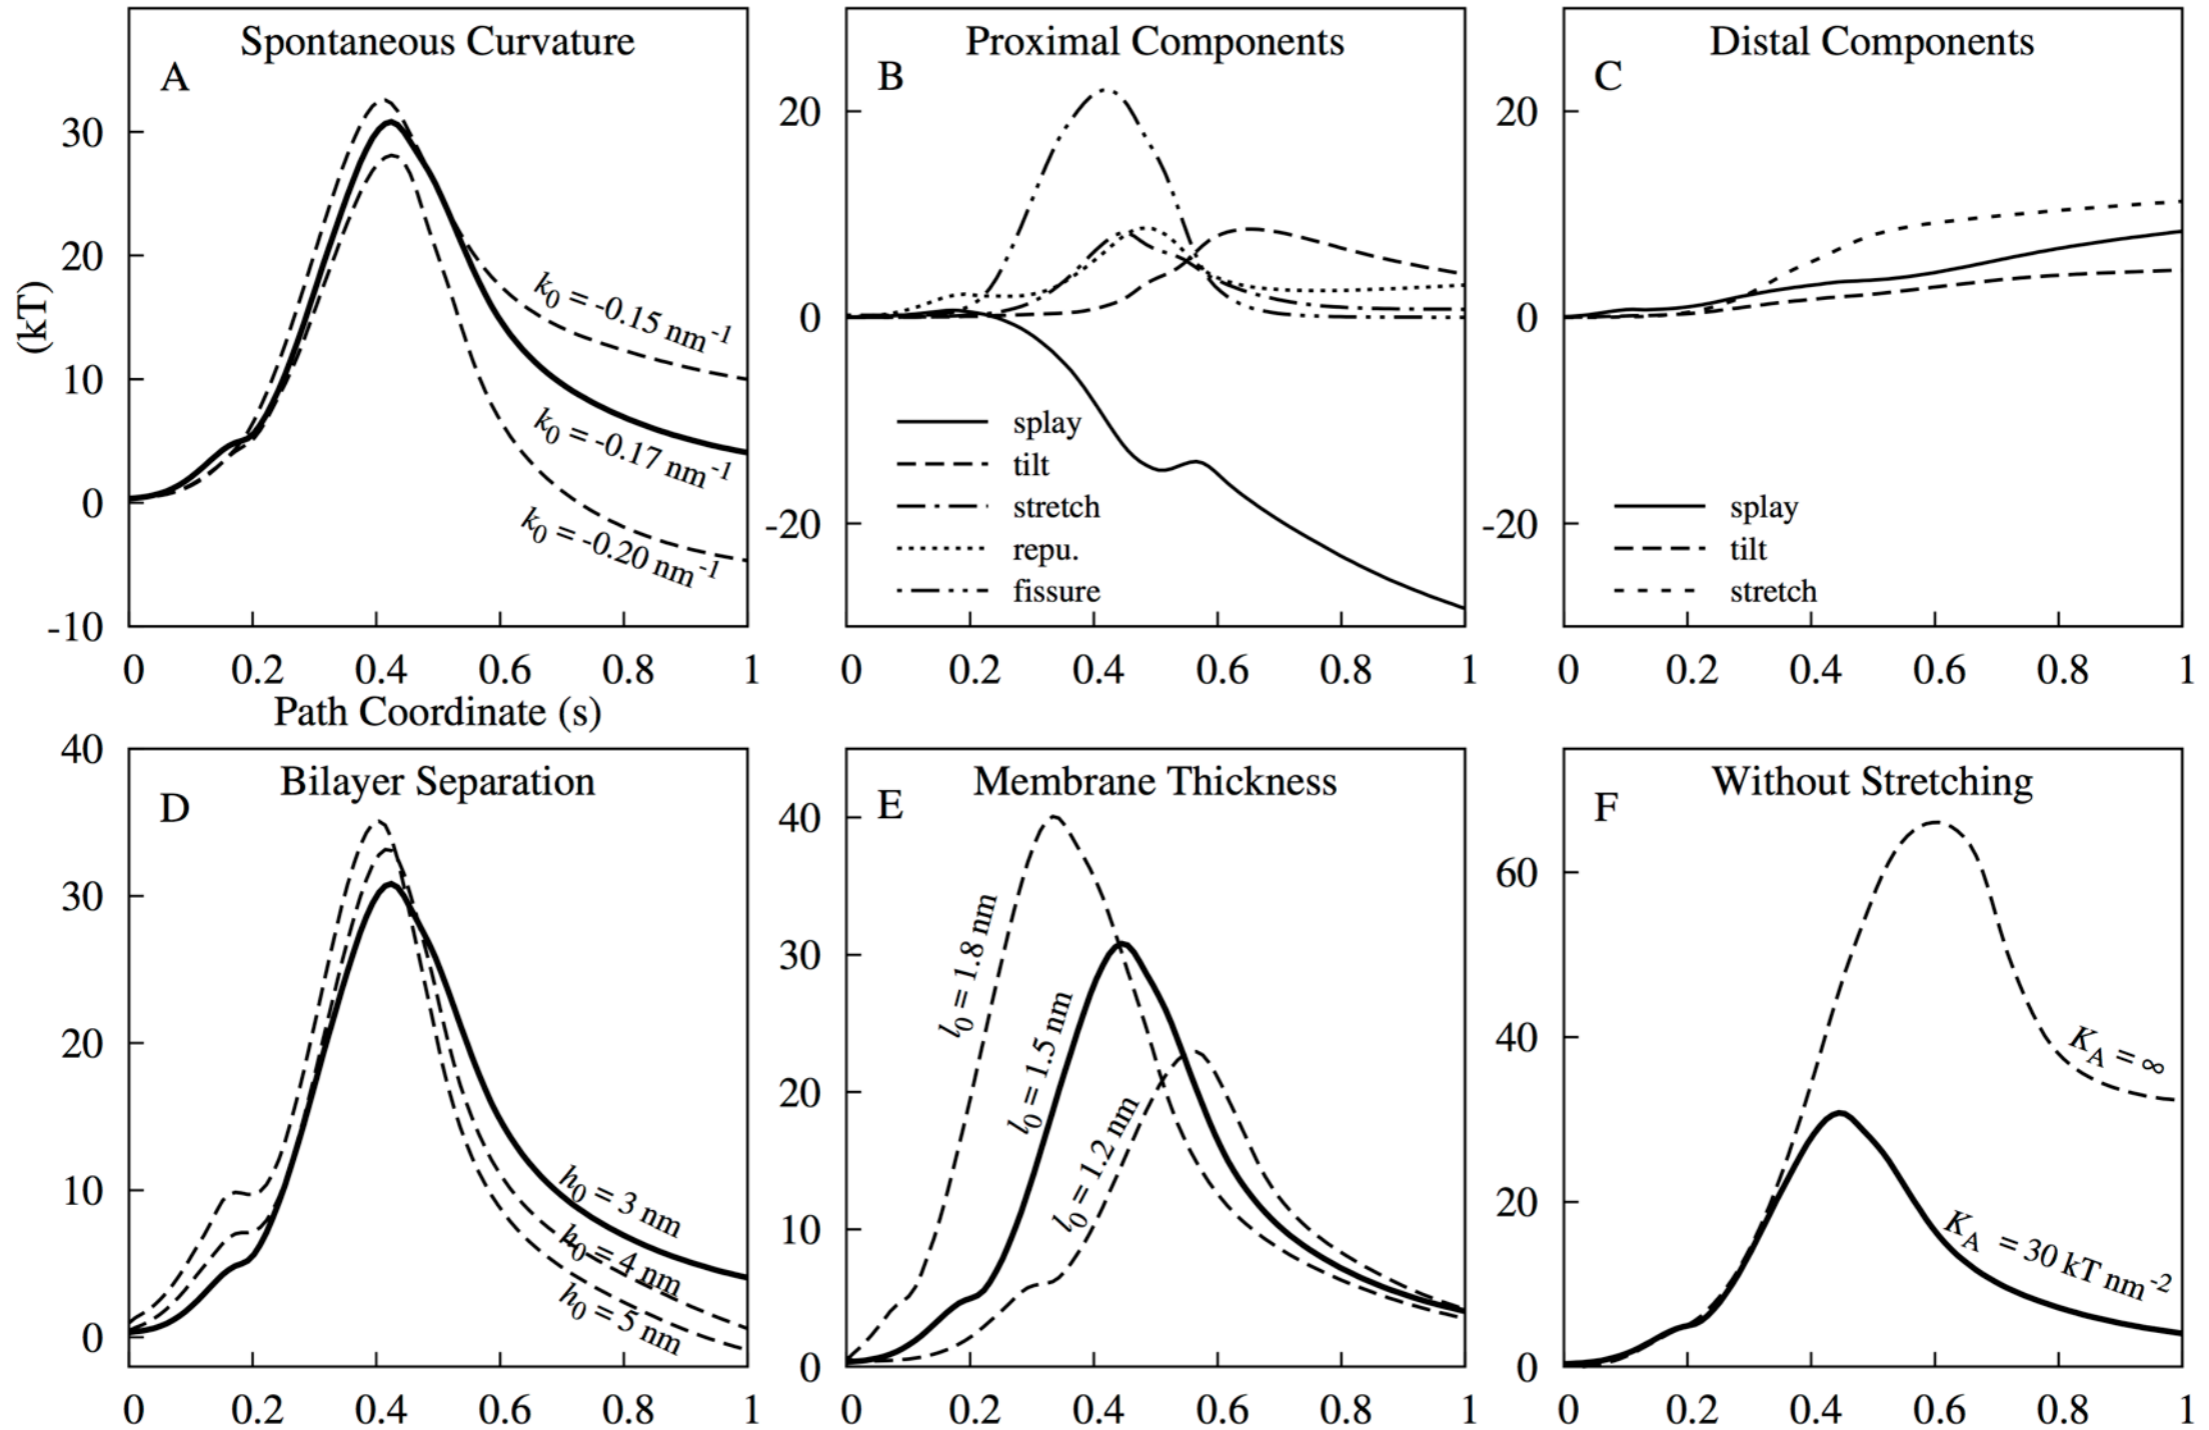 Spontaneous Curvature
A
30
20
10
0
-10
(kT)
k0 = -0.15 nm-1
k0 = -0.17 nm-1
k0 = -0.20 nm-1
0 0.2 0.4 0.6 0.8 1
Path Coordinate (s)
Proximal Components
B
20
0
-20
splay
tilt
stretch
repu.
fissure
0 0.2 0.4 0.6 0.8 1
Distal Components
C
20
0
-20
splay
tilt
stretch
0 0.2 0.4 0.6 0.8 1
Bilayer Separation
D
40
30
20
10
0
h0 = 3 nm
h0 = 4 nm
h0 = 5 nm
0 0.2 0.4 0.6 0.8 1
Membrane Thickness
E
40
30
20
10
0
l0 = 1.8 nm
l0 = 1.5 nm
l0 = 1.2 nm
0 0.2 0.4 0.6 0.8 1
Without Stretching
F
60
40
20
0
KA = ∞
KA = 30 kT nm-2
0 0.2 0.4 0.6 0.8 1